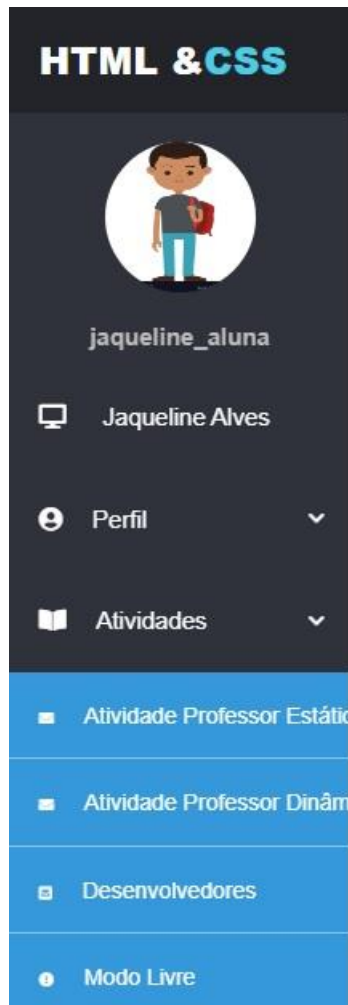 HTML &CSS
jaqueline_aluna
Jaqueline Alves
Perfil
Atividades
Atividade Professor Estátic
Atividade Professor Dinâm
Desenvolvedores
Modo Livre